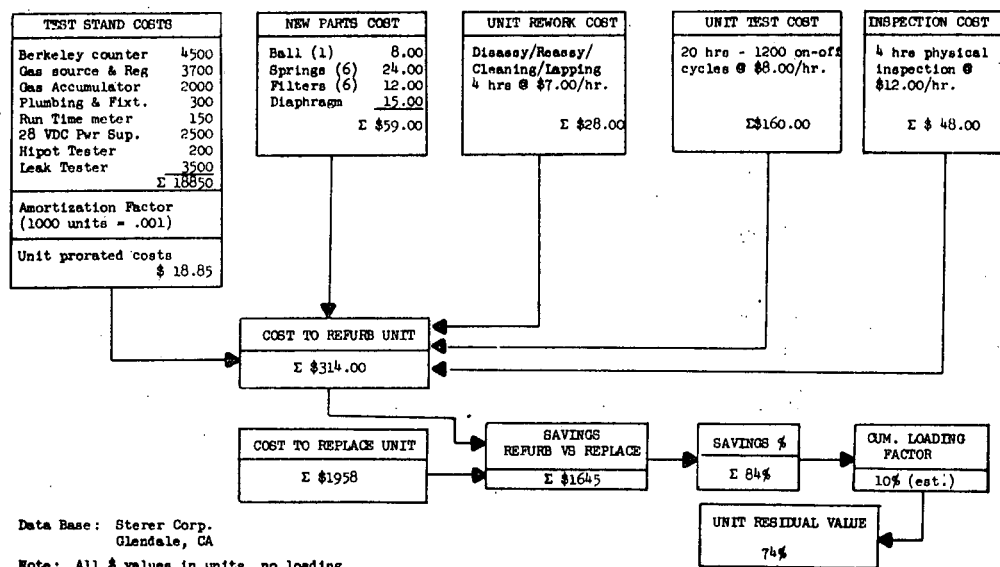 TEST STAND COSTS
Berkeley counter 4500
Gas source & Reg 3700
Gas Accumulator 2000
Plumbing & Fixt. 300
Run Time meter 150
28 VDC Pwr Sup. 2500
Hipot Tester 200
Leak Tester 3500
Σ 18850
Amortization Factor
(1000 units = .001)
Unit prorated costs
$ 18.85
NEW PARTS COST
Ball (1) 8.00
Springs (6) 24.00
Filters (6) 12.00
Diaphragm 15.00
Σ $59.00
UNIT REWORK COST
Disassy/Reassy/
Cleaning/Lapping
4 hrs @ $7.00/hr.
Σ $28.00
UNIT TEST COST
20 hrs - 1200 on-off
cycles @ $8.00/hr.
Σ $160.00
INSPECTION COST
4 hrs physical
inspection @
$12.00/hr.
Σ $ 48.00
COST TO REFURB UNIT
Σ $314.00
COST TO REPLACE UNIT
Σ $1958
SAVINGS
REFURB VS REPLACE
Σ $1645
SAVINGS %
Σ 84%
CUM. LOADING
FACTOR
10% (est.)
UNIT RESIDUAL VALUE
74%
Data Base: Sterer Corp.
Glendale, CA
Note: All $ values in units, no loading